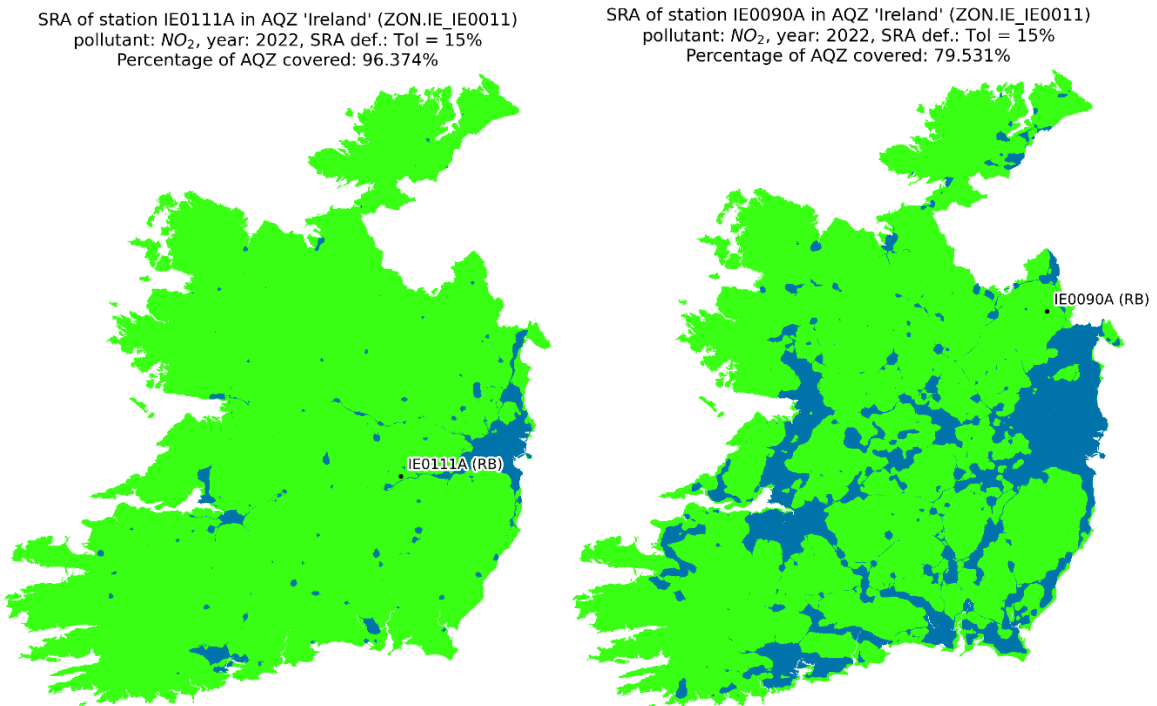 SRA of station IE0111A in AQZ 'Ireland' (ZON.IE_IE0011)
pollutant: NO₂, year: 2022, SRA def.: Tol = 15%
Percentage of AQZ covered: 96.374%
IE0111A (RB)
SRA of station IE0090A in AQZ 'Ireland' (ZON.IE_IE0011)
pollutant: NO₂, year: 2022, SRA def.: Tol = 15%
Percentage of AQZ covered: 79.531%
IE0090A (RB)